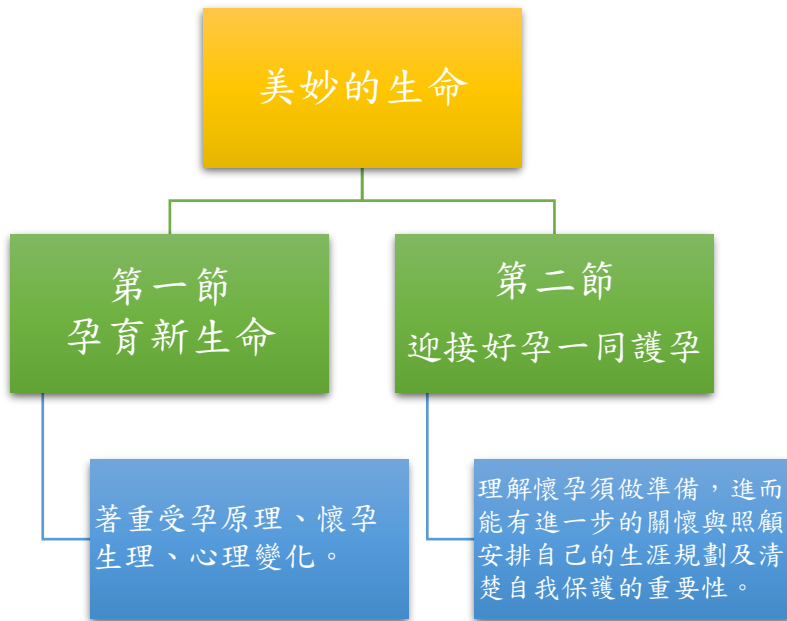 美妙的生命
第一節
孕育新生命
第二節
迎接好孕一同護孕
著重受孕原理、懷孕
生理、心理變化。
理解懷孕須做準備，進而
能有進一步的關懷與照顧
安排自己的生涯規劃及清
楚自我保護的重要性。